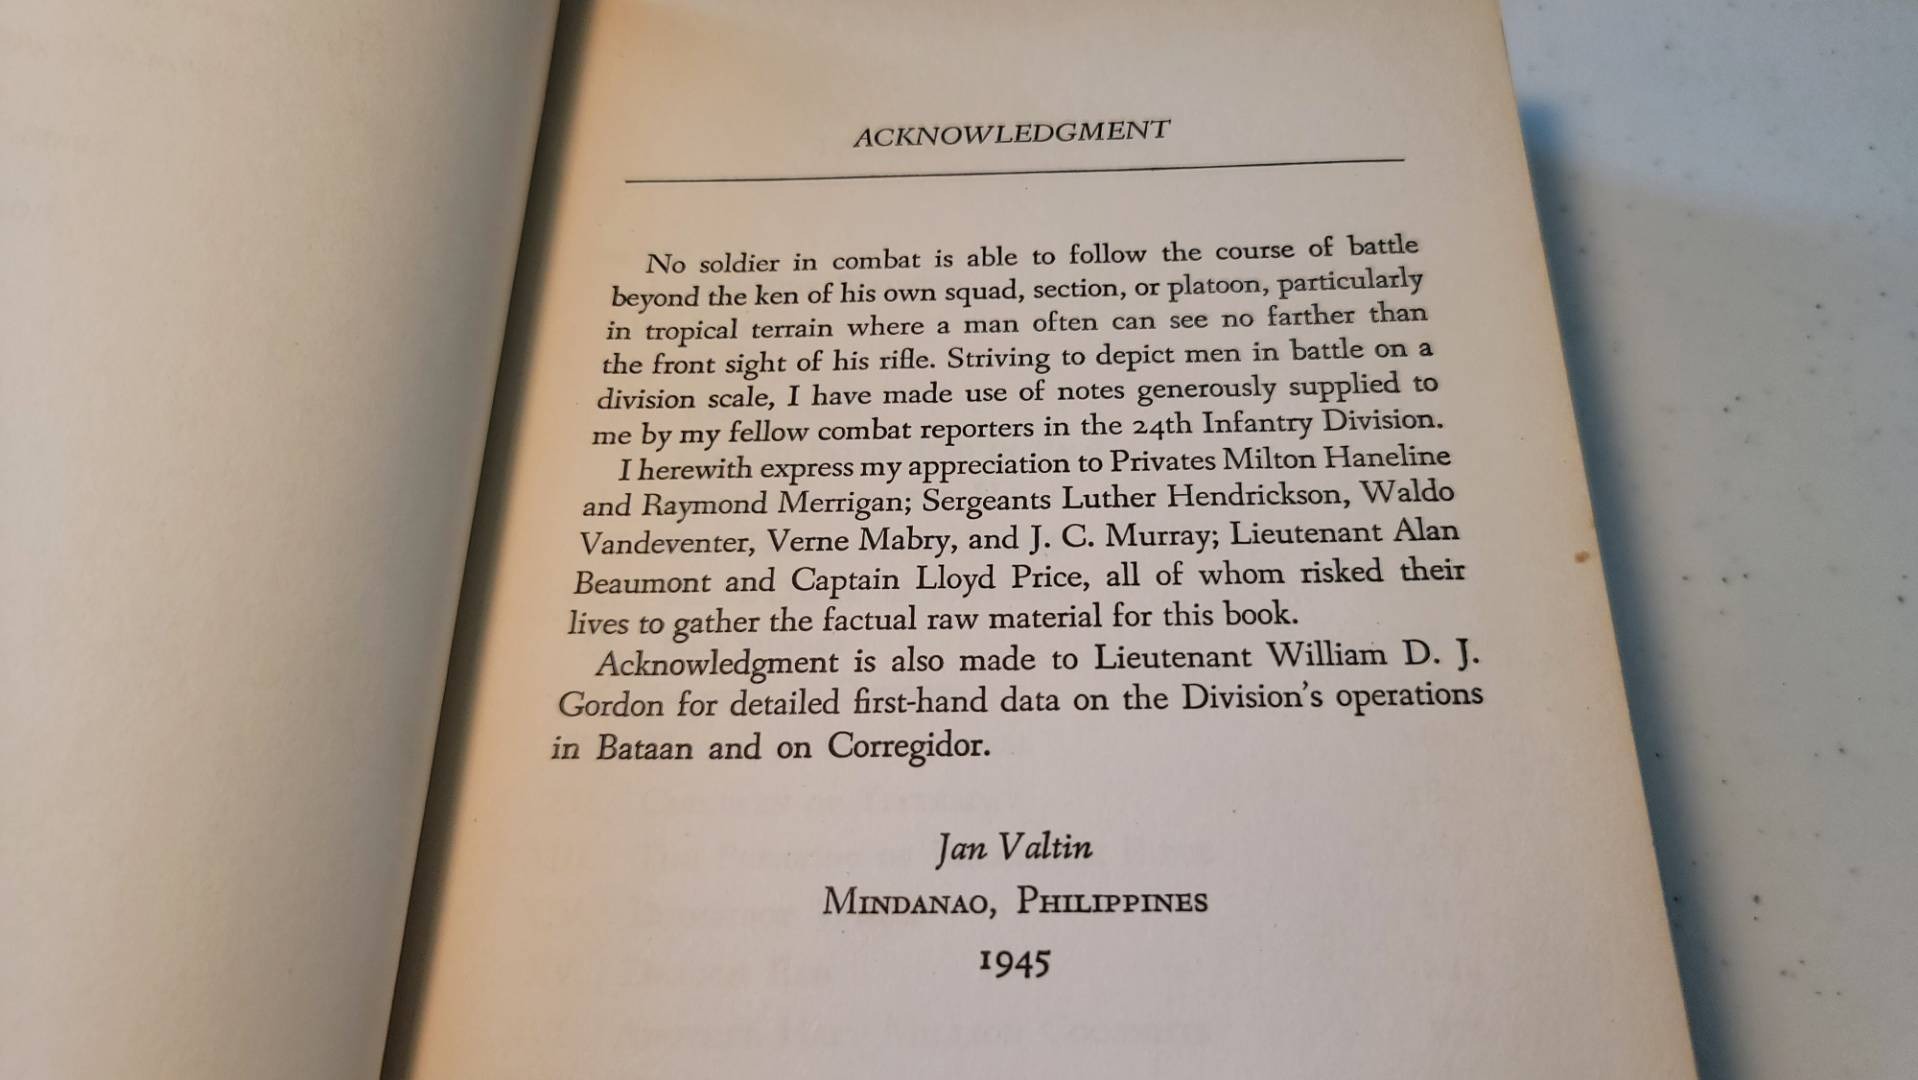 ACKNOWLEDGMENT
No soldier in combat is able to follow the course of battle
beyond the ken of his own squad, section, or platoon, particularly
in tropical terrain where a man often can see no farther than
the front sight of his rifle. Striving to depict men in battle on a
division scale, I have made use of notes generously supplied to
me by my fellow combat reporters in the 24th Infantry Division.
I herewith express my appreciation to Privates Milton Haneline
and Raymond Merrigan; Sergeants Luther Hendrickson, Waldo
Vandeventer, Verne Mabry, and J. C. Murray; Lieutenant Alan
Beaumont and Captain Lloyd Price, all of whom risked their
lives to gather the factual raw material for this book.
Acknowledgment is also made to Lieutenant William D. J.
Gordon for detailed first-hand data on the Division's operations
in Bataan and on Corregidor.
Jan Valtin
MINDANAO, PHILIPPINES
1945